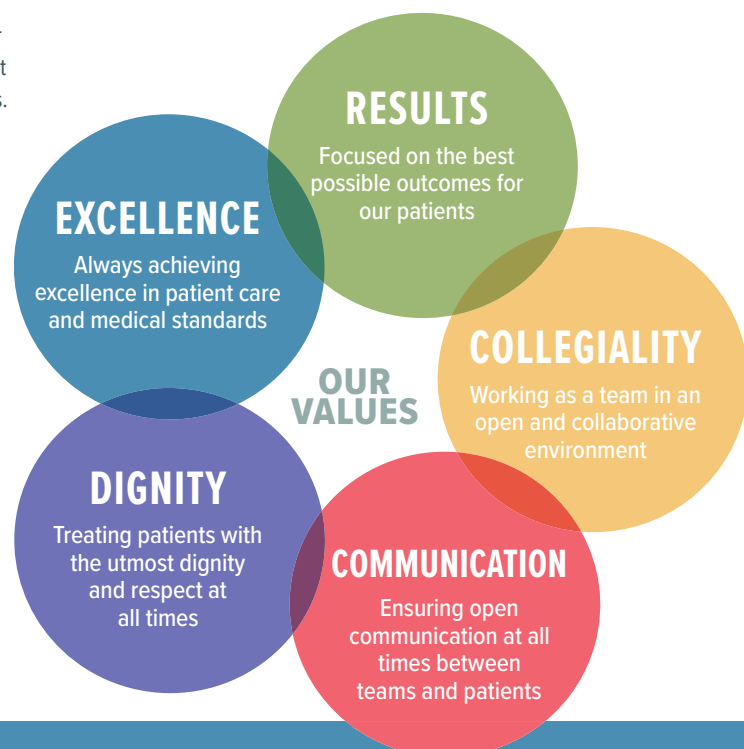 RESULTS
Focused on the best
possible outcomes for
our patients
EXCELLENCE
Always achieving
excellence in patient care
and medical standards
COLLEGIALITY
Working as a team in an
open and collaborative
environment
OUR
VALUES
DIGNITY
Treating patients with
the utmost dignity
and respect at
all times
COMMUNICATION
Ensuring open
communication at all
times between
teams and patients